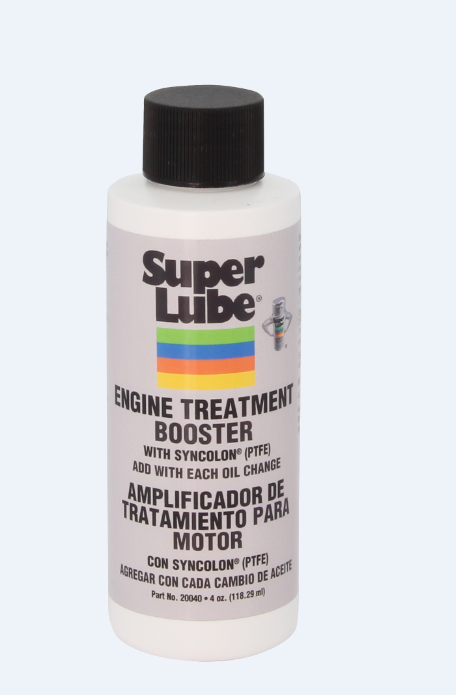 Super
Lube®
ENGINE TREATMENT
BOOSTER
WITH SYNCOLON® (PTFE)
ADD WITH EACH OIL CHANGE
AMPLIFICADOR DE
TRATAMIENTO PARA
MOTOR
CON SYNCOLON® (PTFE)
AGREGAR CON CADA CAMBIO DE ACEITE
Part No. 20040 • 4 oz. (118.29 ml)